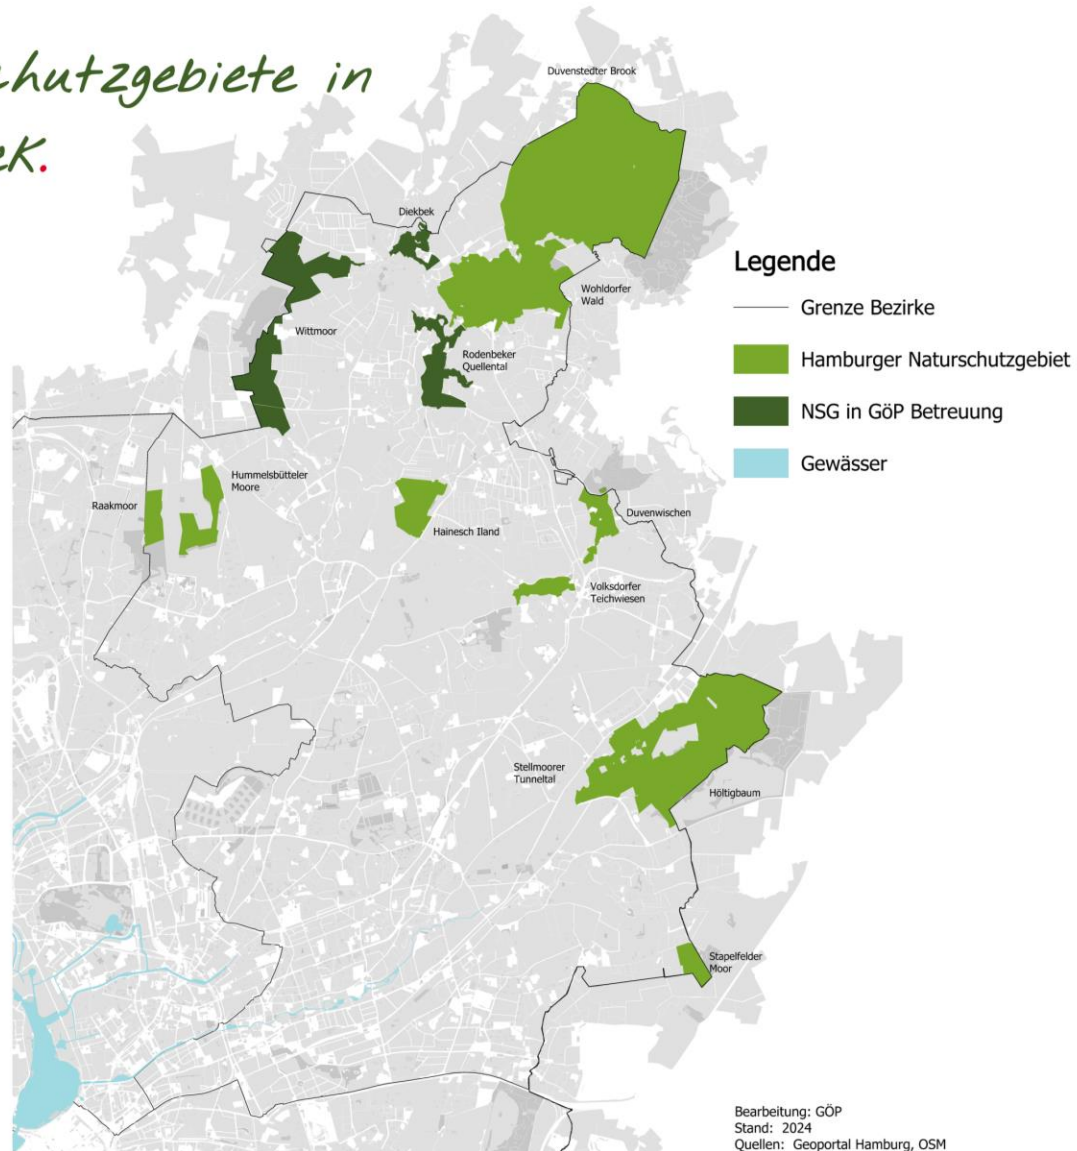 chutzgebiete in
ek.
Duvenstedter Brook
Diekbek
Legende
Wohldorfer
Wald
Grenze Bezirke
Wittmoor
Rodenbeker
Quellental
Hamburger Naturschutzgebiet
NSG in GöP Betreuung
Gewässer
Hummelsbütteler
Moore
Raakmoor
Hainesch Iland
Duvenwischen
Volksdorfer
Teichwiesen
Stellmoorer
Tunneltal
Höltigbaum
Stapelfelder
Moor
Bearbeitung: GÖP
Stand: 2024
Quellen: Geoportal Hamburg, OSM